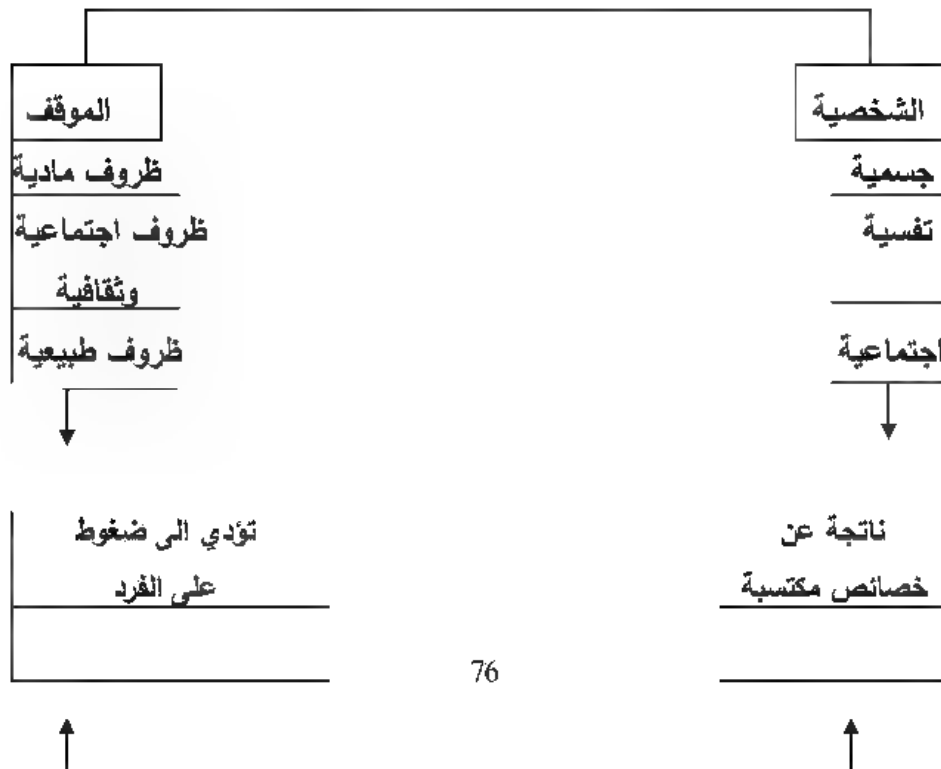 الشخصية
جسمية
تفسية
اجتماعية
ناتجة عن
خصائص مكتسبة
الموقف
ظروف مادية
ظروف اجتماعية
وثقافية
ظروف طبيعية
تؤدي الى ضغوط
على الفرد
76